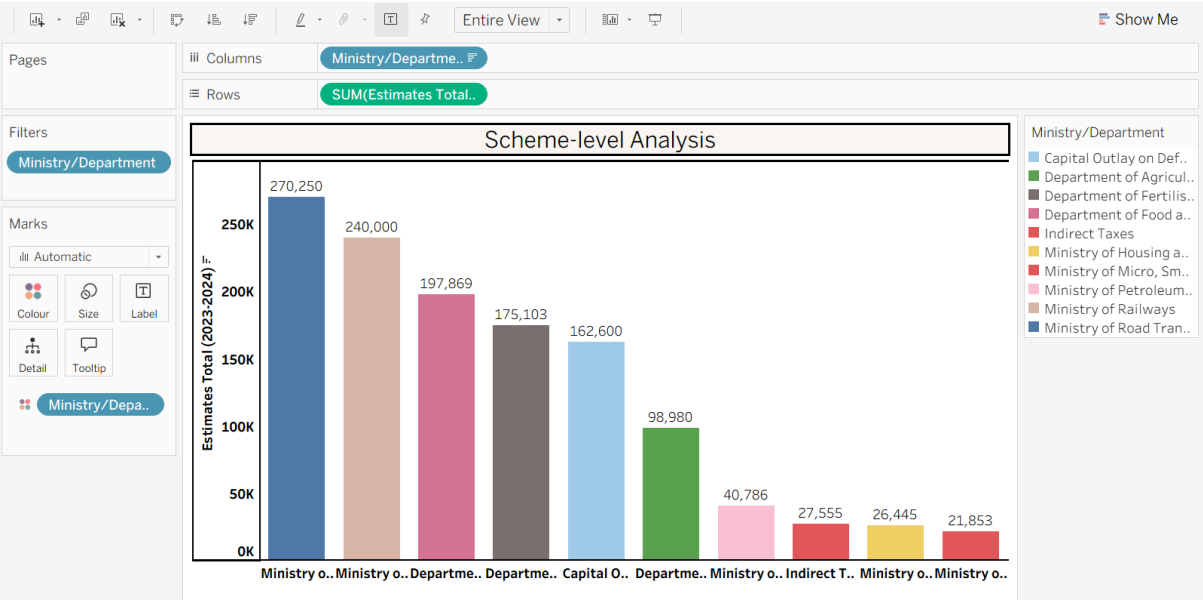 Entire View
Show Me
Pages
Columns
Ministry/Departme..
Rows
SUM(Estimates Total..
Filters
Ministry/Department
Marks
Automatic
Colour
Size
Label
Detail
Tooltip
Ministry/Depa..
Scheme-level Analysis
Estimates Total (2023-2024)
250K
200K
150K
100K
50K
0K
270,250
240,000
197,869
175,103
162,600
98,980
40,786
27,555
26,445
21,853
Ministry o.. Ministry o.. Departme.. Departme.. Capital O.. Departme.. Ministry o.. Indirect T.. Ministry o.. Ministry o..
Ministry/Department
Capital Outlay on Def..
Department of Agricul..
Department of Fertilis..
Department of Food a..
Indirect Taxes
Ministry of Housing a..
Ministry of Micro, Sm..
Ministry of Petroleum..
Ministry of Railways
Ministry of Road Tran..